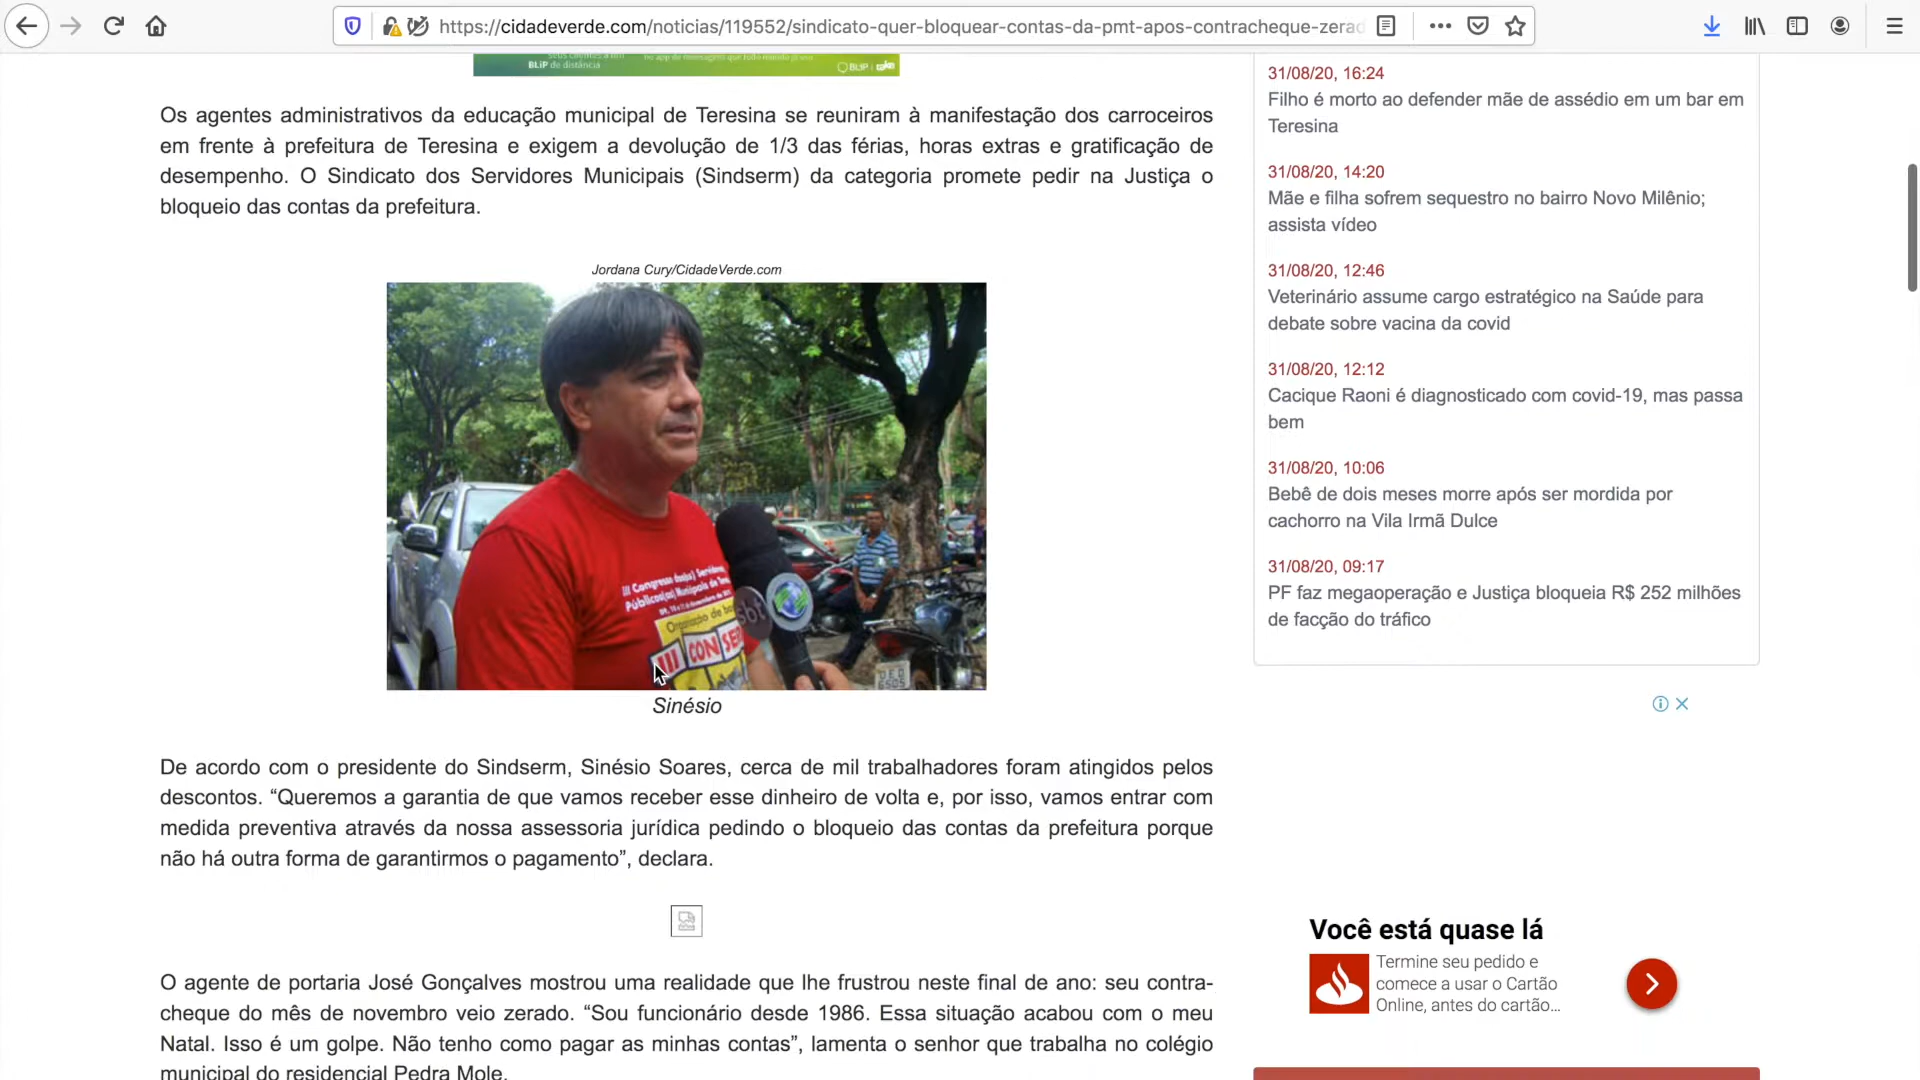 https://cidadeverde.com/noticias/119552/sindicato-quer-bloquear-contas-da-pmt-apos-contracheque-zerad
BLiP de distância
Os agentes administrativos da educação municipal de Teresina se reuniram à manifestação dos carroceiros
em frente à prefeitura de Teresina e exigem a devolução de 1/3 das férias, horas extras e gratificação de
desempenho. O Sindicato dos Servidores Municipais (Sindserm) da categoria promete pedir na Justiça o
bloqueio das contas da prefeitura.
Jordana Cury/CidadeVerde.com
III Congresso
Públicos(as) Municipais de
Organização de
III CON
sbt
Sinésio
De acordo com o presidente do Sindserm, Sinésio Soares, cerca de mil trabalhadores foram atingidos pelos
descontos. “Queremos a garantia de que vamos receber esse dinheiro de volta e, por isso, vamos entrar com
medida preventiva através da nossa assessoria jurídica pedindo o bloqueio das contas da prefeitura porque
não há outra forma de garantirmos o pagamento”, declara.
O agente de portaria José Gonçalves mostrou uma realidade que lhe frustrou neste final de ano: seu contra-
cheque do mês de novembro veio zerado. “Sou funcionário desde 1986. Essa situação acabou com o meu
Natal. Isso é um golpe. Não tenho como pagar as minhas contas”, lamenta o senhor que trabalha no colégio
municipal do residencial Pedra Mole.
31/08/20, 16:24
Filho é morto ao defender mãe de assédio em um bar em
Teresina
31/08/20, 14:20
Mãe e filha sofrem sequestro no bairro Novo Milênio;
assista vídeo
31/08/20, 12:46
Veterinário assume cargo estratégico na Saúde para
debate sobre vacina da covid
31/08/20, 12:12
Cacique Raoni é diagnosticado com covid-19, mas passa
bem
31/08/20, 10:06
Bebê de dois meses morre após ser mordida por
cachorro na Vila Irmã Dulce
31/08/20, 09:17
PF faz megaoperação e Justiça bloqueia R$ 252 milhões
de facção do tráfico
Você está quase lá
Termine seu pedido e
comece a usar o Cartão
Online, antes do cartão...